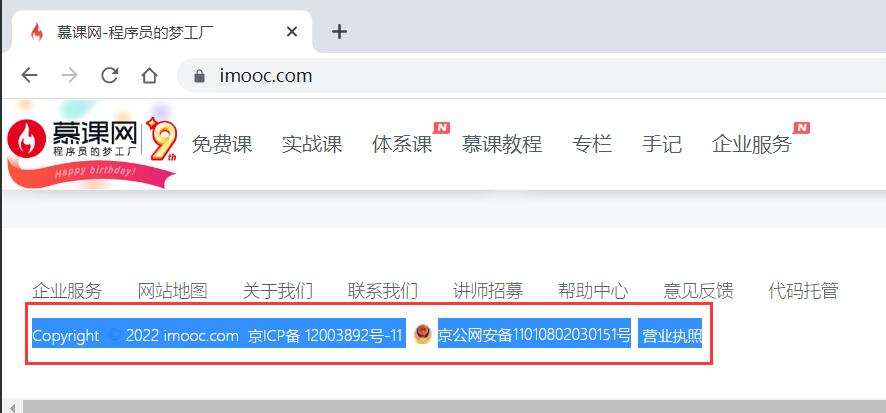 慕课网-程序员的梦工厂
imooc.com
慕课网
程序员的梦工厂
9th
Happy birthday!
免费课 实战课 体系课 N 慕课教程 专栏 手记 企业服务 N
企业服务 网站地图 关于我们 联系我们 讲师招募 帮助中心 意见反馈 代码托管
Copyright © 2022 imooc.com 京ICP备 12003892号-11 京公网安备11010802030151号 营业执照